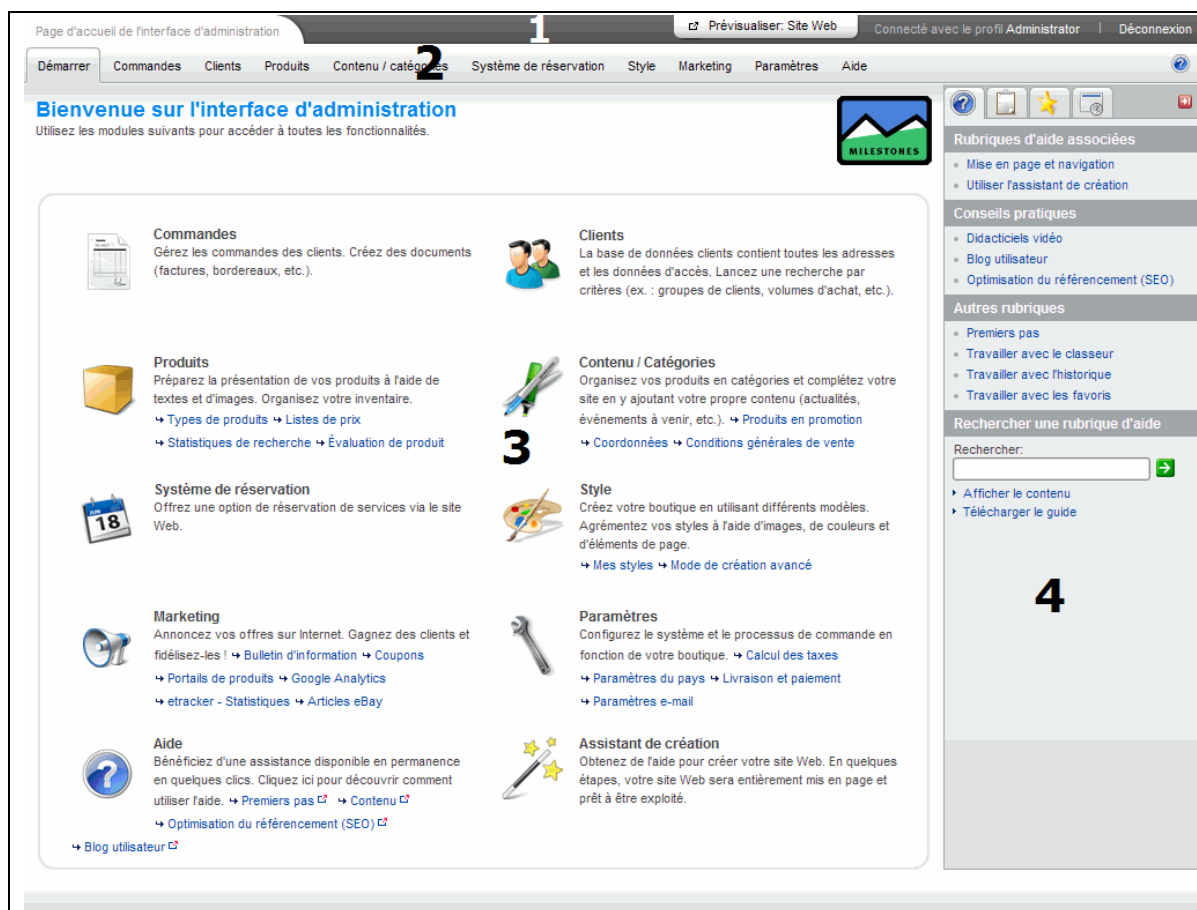 Page d'accueil de l'interface d'administration
1
Prévisualiser: Site Web
Connecté avec le profil Administrator | Déconnexion
Démarrer Commandes Clients Produits Contenu / catégories Système de réservation Style Marketing Paramètres Aide
2
Bienvenue sur l'interface d'administration
Utilisez les modules suivants pour accéder à toutes les fonctionnalités.
MILESTONES
Commandes
Gérez les commandes des clients. Créez des documents
(factures, bordereaux, etc.).
Clients
La base de données clients contient toutes les adresses
et les données d'accès. Lancez une recherche par
critères (ex. : groupes de clients, volumes d'achat, etc.).
Produits
Préparez la présentation de vos produits à l'aide de
textes et d'images. Organisez votre inventaire.
Types de produits Listes de prix
Statistiques de recherche Évaluation de produit
Contenu / Catégories
Organisez vos produits en catégories et complétez votre
site en y ajoutant votre propre contenu (actualités,
événements à venir, etc.). Produits en promotion
Coordonnées Conditions générales de vente
3
Système de réservation
Offrez une option de réservation de services via le site
Web.
JUN
18
Style
Créez votre boutique en utilisant différents modèles.
Agrémentez vos styles à l'aide d'images, de couleurs et
d'éléments de page.
Mes styles Mode de création avancé
Marketing
Annoncez vos offres sur Internet. Gagnez des clients et
fidélisez-les ! Bulletin d'information Coupons
Portails de produits Google Analytics
etracker - Statistiques Articles eBay
Paramètres
Configurez le système et le processus de commande en
fonction de votre boutique. Calcul des taxes
Paramètres du pays Livraison et paiement
Paramètres e-mail
Aide
Bénéficiez d'une assistance disponible en permanence
en quelques clics. Cliquez ici pour découvrir comment
utiliser l'aide. Premiers pas Contenu
Optimisation du référencement (SEO)
Blog utilisateur
Assistant de création
Obtenez de l'aide pour créer votre site Web. En quelques
étapes, votre site Web sera entièrement mis en page et
prêt à être exploité.
Rubriques d'aide associées
Mise en page et navigation
Utiliser l'assistant de création
Conseils pratiques
Didacticiels vidéo
Blog utilisateur
Optimisation du référencement (SEO)
Autres rubriques
Premiers pas
Travailler avec le classeur
Travailler avec l'historique
Travailler avec les favoris
Rechercher une rubrique d'aide
Rechercher:
Afficher le contenu
Télécharger le guide
4